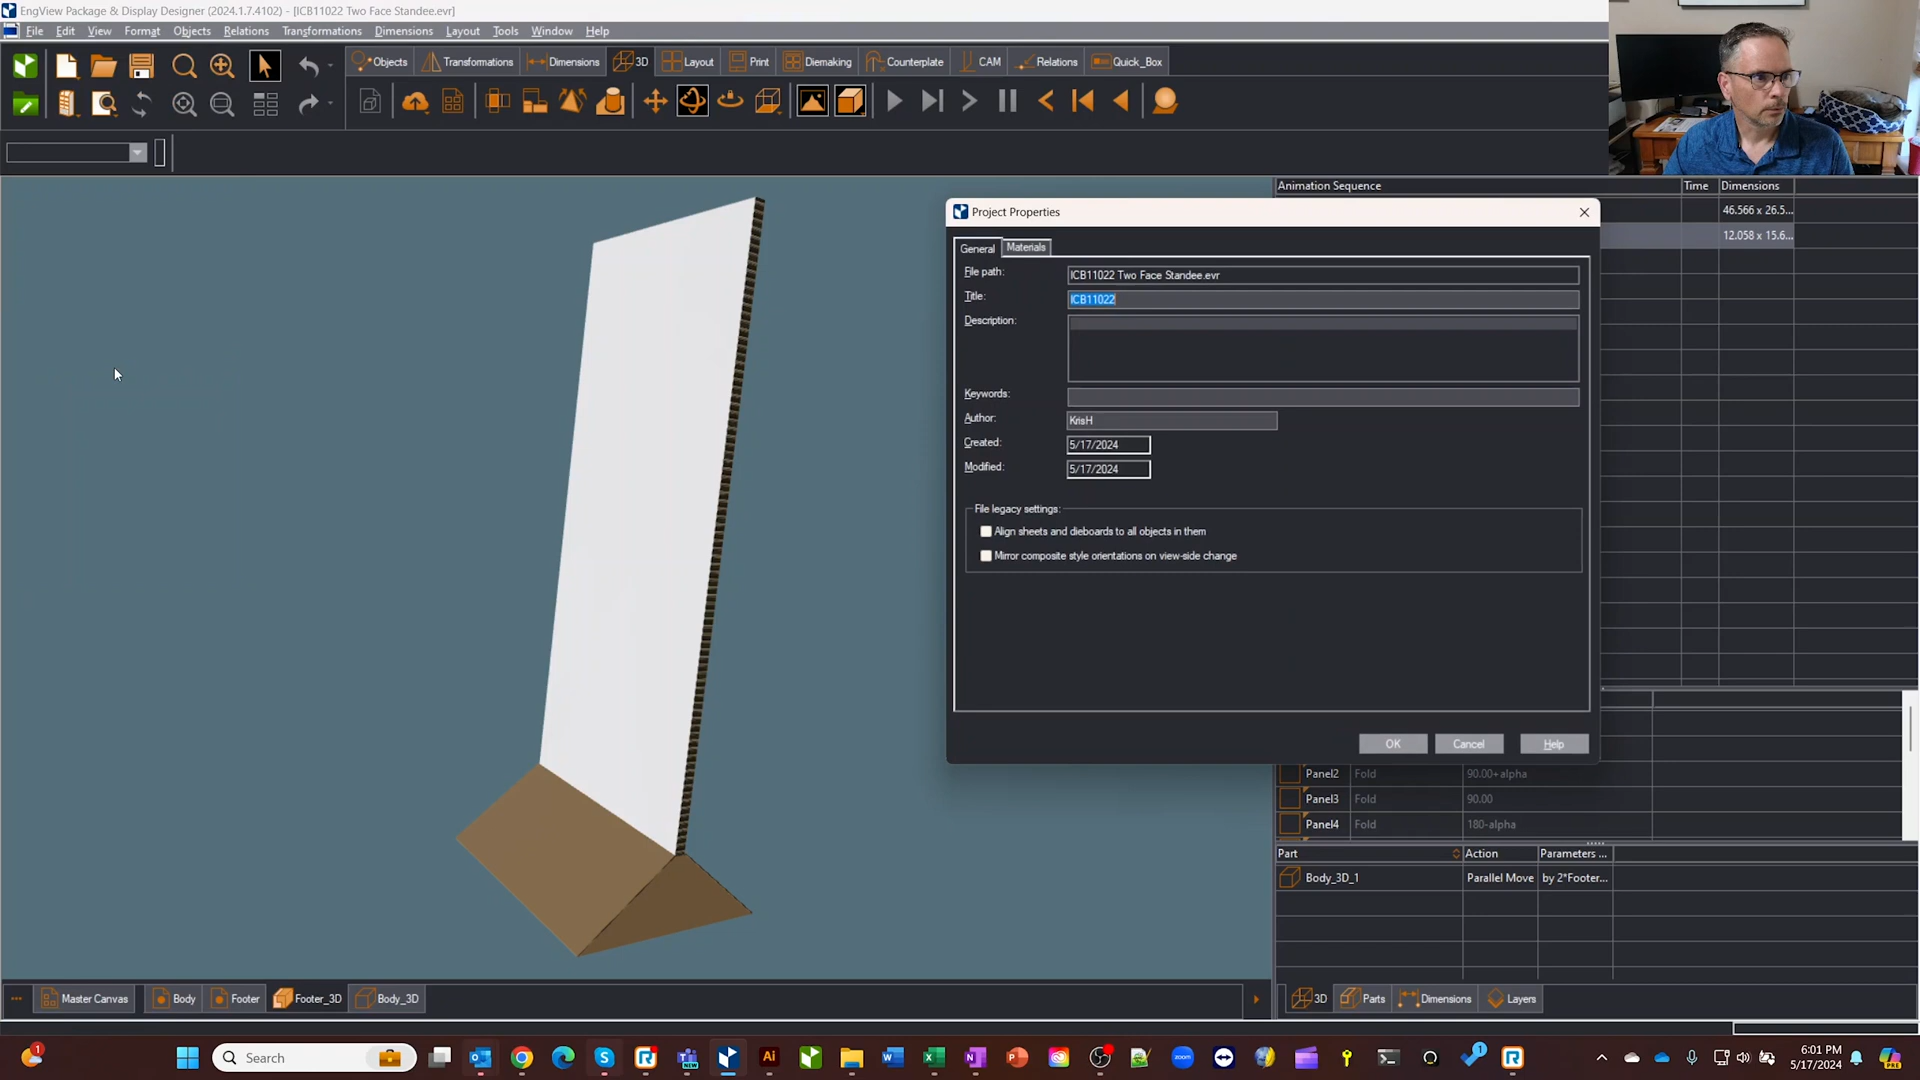 EngView Package & Display Designer (2024.1.7.4102) - [ICB11022 Two Face Standee.evr]
File Edit View Format Objects Relations Transformations Dimensions Layout Tools Window Help
Objects Transformations Dimensions 3D Layout Print Diemaking Counterplate CAM Relations Quick_Box
Animation Sequence Time Dimensions
46.566 x 26.5...
12.058 x 15.6...
Project Properties
General Materials
File path: ICB11022 Two Face Standee.evr
Title: ICB11022
Description:
Keywords:
Author: KrisH
Created: 5/17/2024
Modified: 5/17/2024
File legacy settings:
Align sheets and dieboards to all objects in them
Mirror composite style orientations on view-side change
OK Cancel Help
Panel2 Fold 90.00+alpha
Panel3 Fold 90.00
Panel4 Fold 180-alpha
Part Action Parameters ...
Body_3D_1 Parallel Move by 2*Footer...
... Master Canvas Body Footer Footer_3D Body_3D
3D Parts Dimensions Layers
1 Search Ai NEW zoom 1 6:01 PM
5/17/2024 PRE